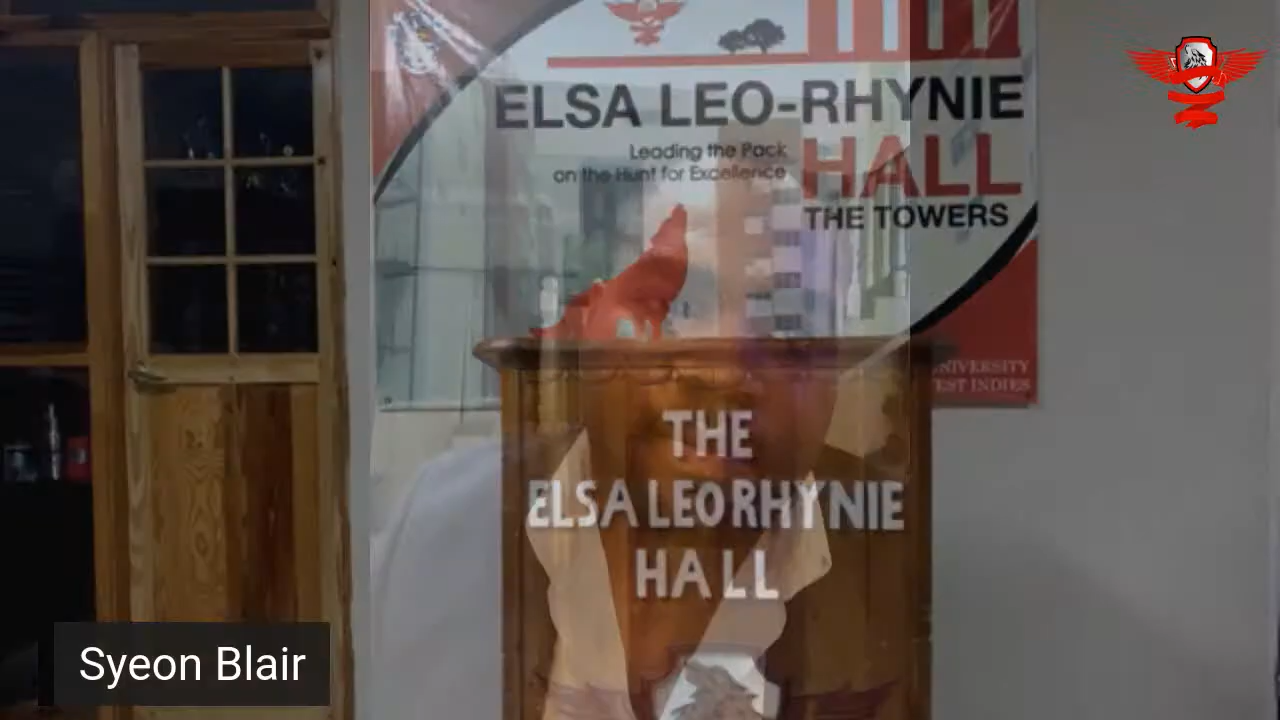 ELSA LEO-RHYNIE
Leading the Pack
on the Hunt for Excellence
HALL
THE TOWERS
UNIVERSITY
EST INDIES
THE
ELSA LEO RHYNIE
HALL
Syeon Blair